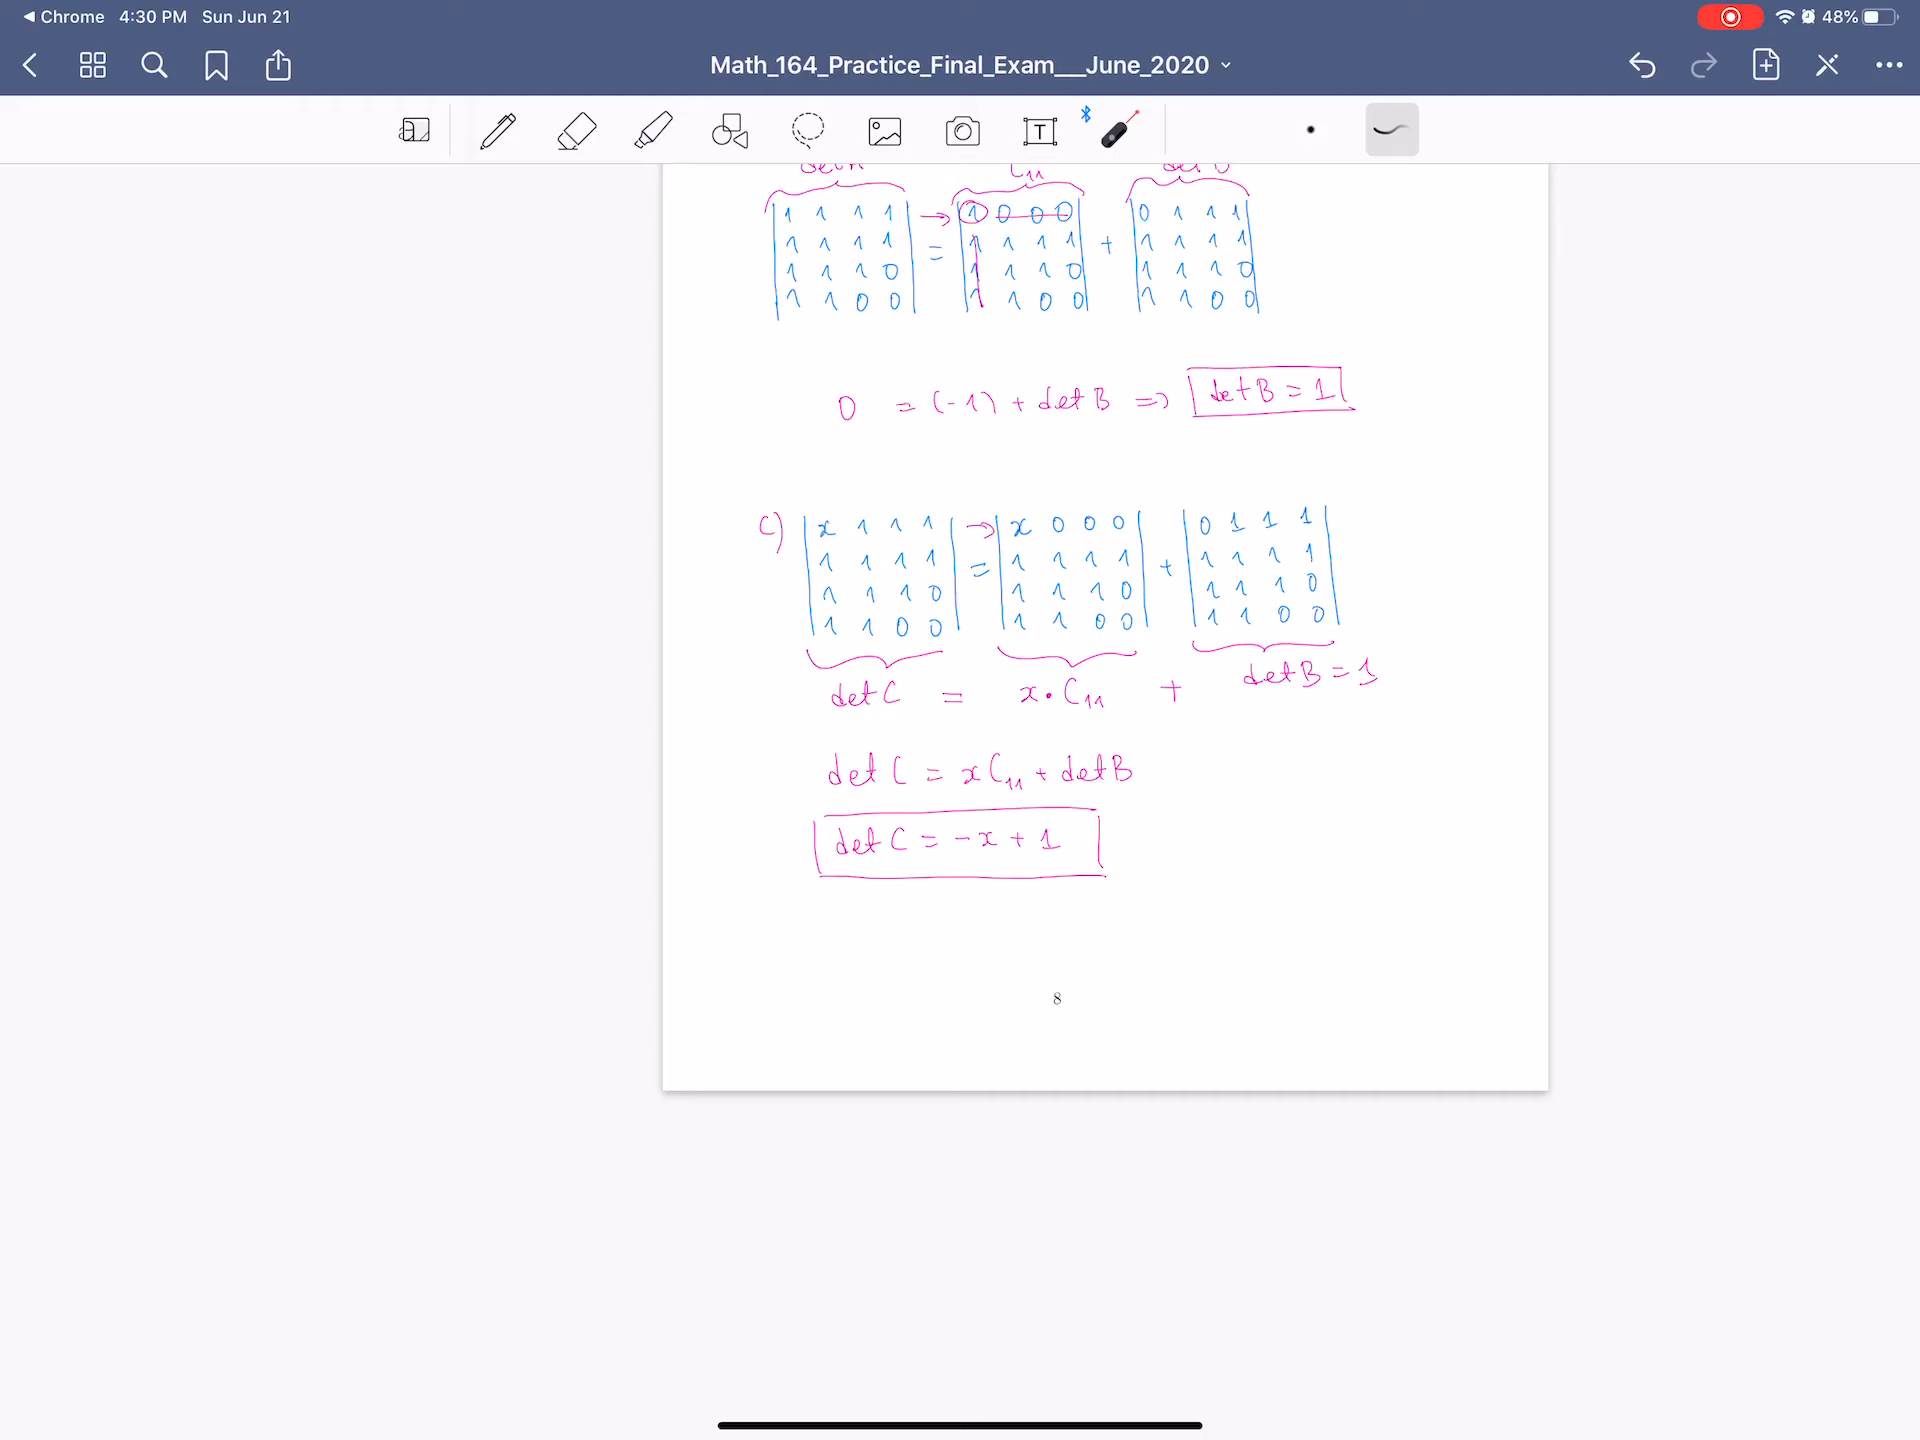 Chrome 4:30 PM Sun Jun 21 48%
Math_164_Practice_Final_Exam___June_2020
T
C11
1 1 1 1 → 1 0 0 0 0 1 1 1
1 1 1 1 = 1 1 1 1 + 1 1 1 1
1 1 1 0 1 1 1 0 1 1 1 0
1 1 0 0 1 1 0 0 1 1 0 0
0 = (-1) + det B => det B = 1
C) x 1 1 1 → x 0 0 0 0 1 1 1
1 1 1 1 = 1 1 1 1 + 1 1 1 1
1 1 1 0 1 1 1 0 1 1 1 0
1 1 0 0 1 1 0 0 1 1 0 0
det C = x • C11 + det B = 1
det C = x C11 + det B
det C = - x + 1
8